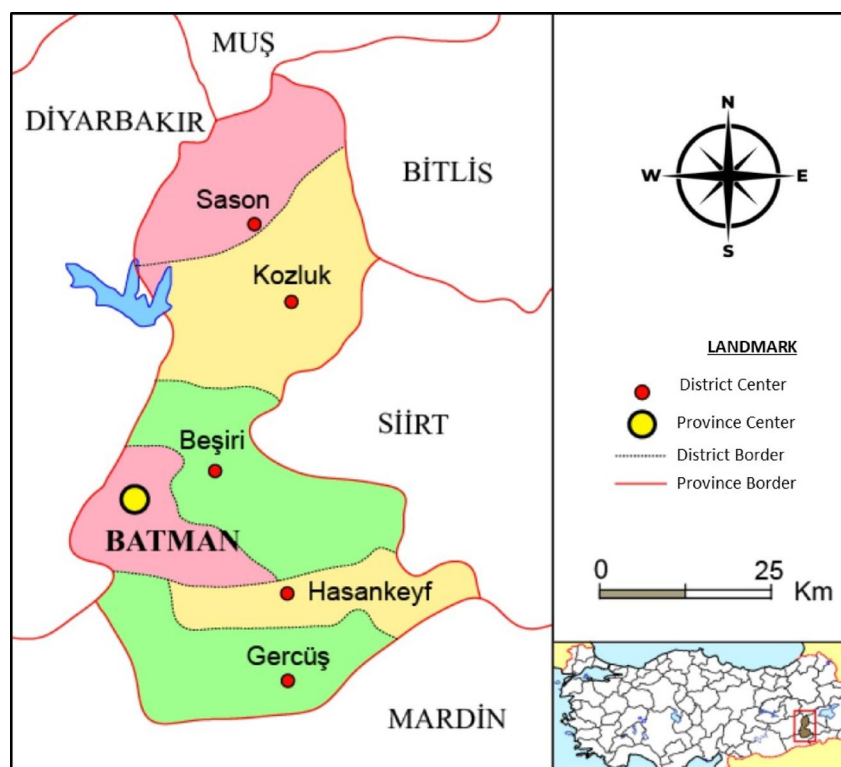 MUŞ
DİYARBAKIR
BİTLİS
Sason
Kozluk
SİİRT
Beşiri
BATMAN
Hasankeyf
Gercüş
MARDİN
N
W E
S
LANDMARK
District Center
Province Center
District Border
Province Border
0 25 Km